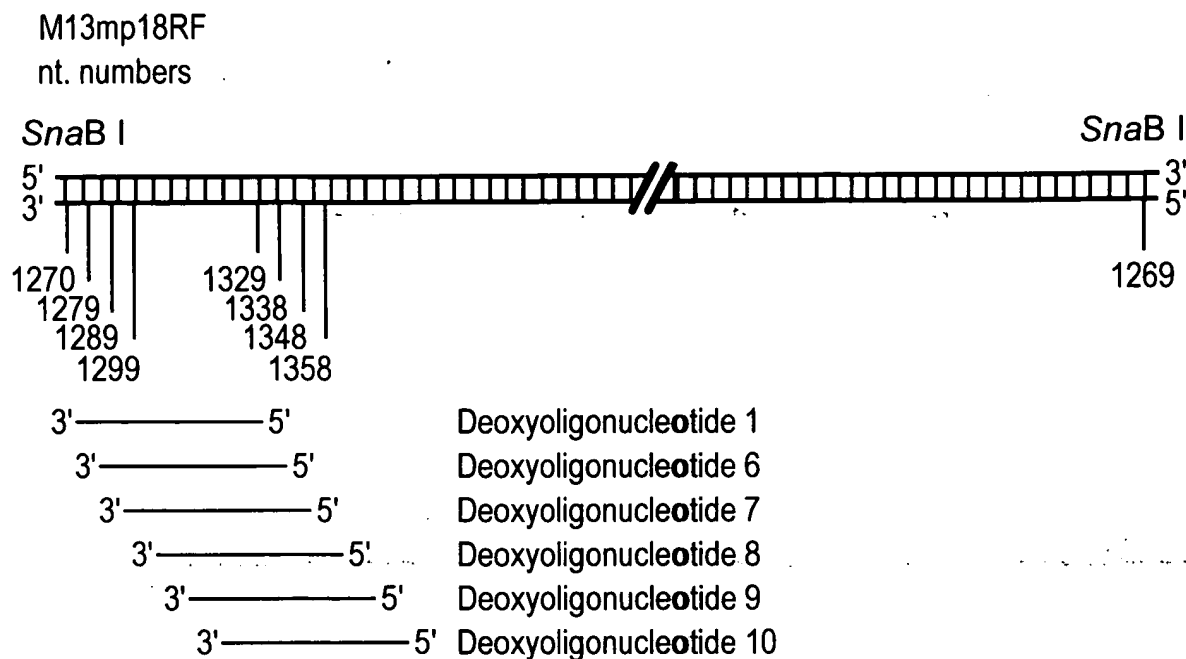 M13mp18RF
nt. numbers
SnaB I SnaB I
5' 3'
3' 5'
1270 1329 1269
1279 1338
1289 1348
1299 1358
3' 5' Deoxyoligonucleotide 1
3' 5' Deoxyoligonucleotide 6
3' 5' Deoxyoligonucleotide 7
3' 5' Deoxyoligonucleotide 8
3' 5' Deoxyoligonucleotide 9
3' 5' Deoxyoligonucleotide 10